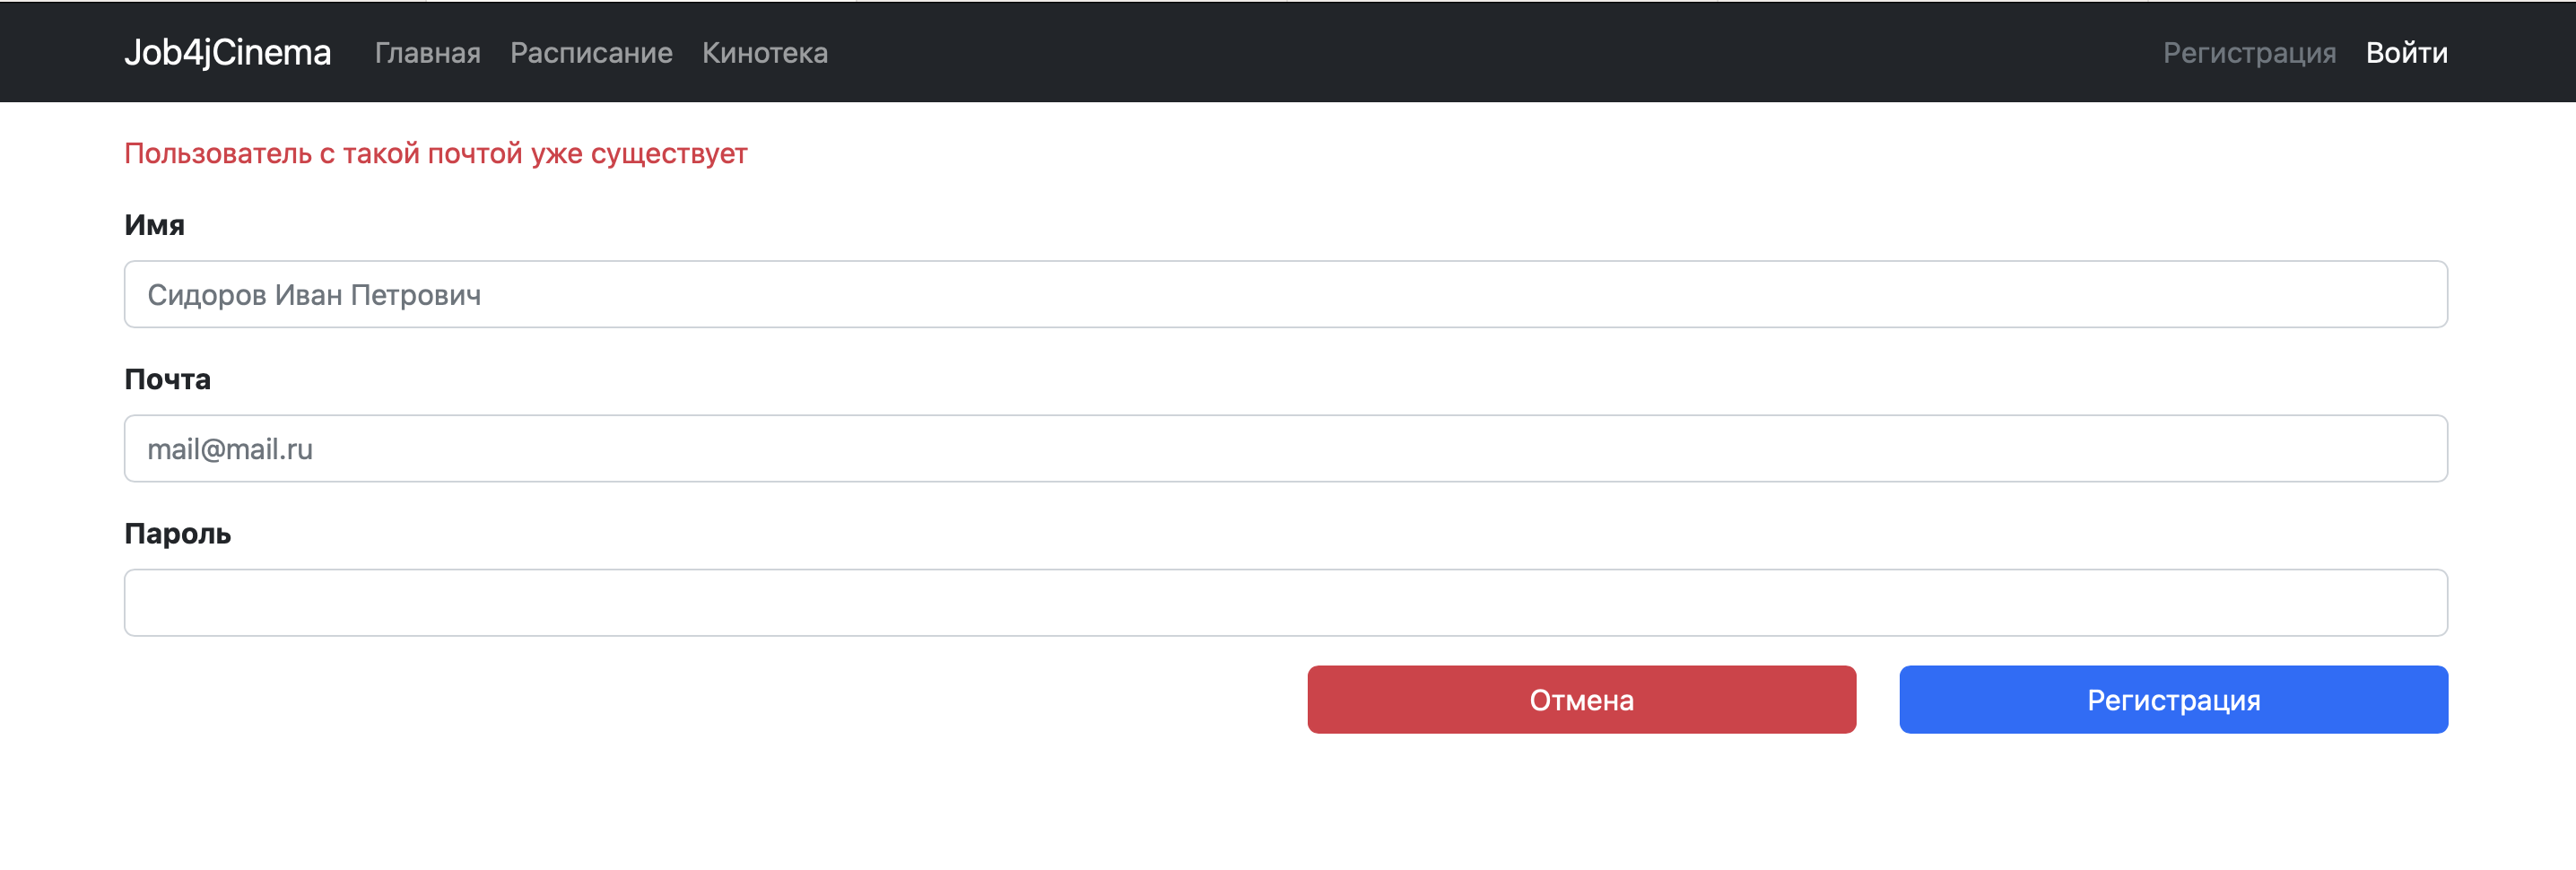 Job4jCinema Главная Расписание Кинотека Регистрация Войти
Пользователь с такой почтой уже существует
Имя
Сидоров Иван Петрович
Почта
mail@mail.ru
Пароль
Отмена Регистрация